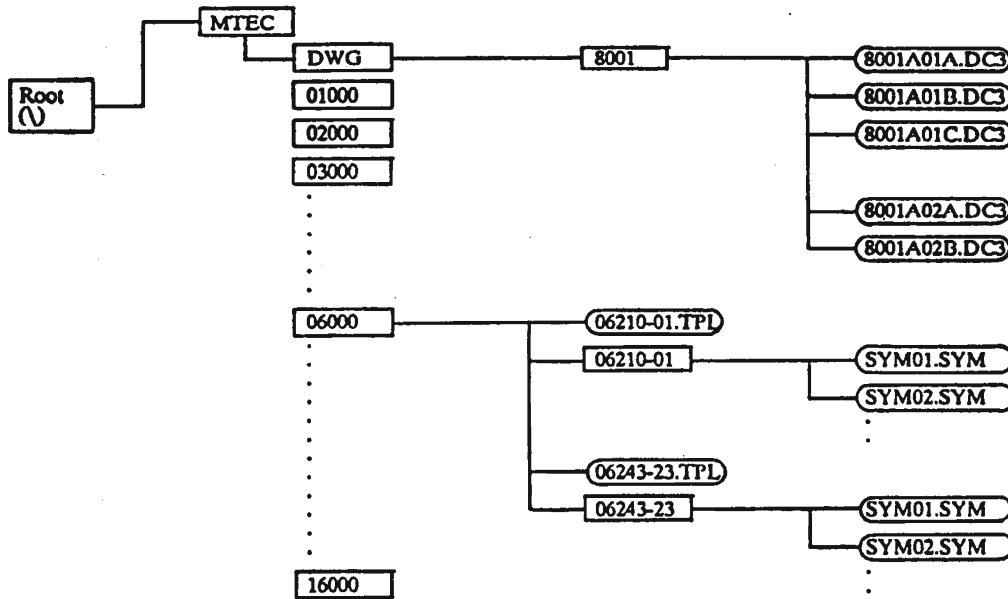 MTEC
DWG
8001
8001A01A.DC3
Root
(\)
01000
8001A01B.DC3
02000
8001A01C.DC3
03000
8001A02A.DC3
8001A02B.DC3
06000
06210-01.TPL
06210-01
SYM01.SYM
SYM02.SYM
06243-23.TPL
06243-23
SYM01.SYM
SYM02.SYM
16000